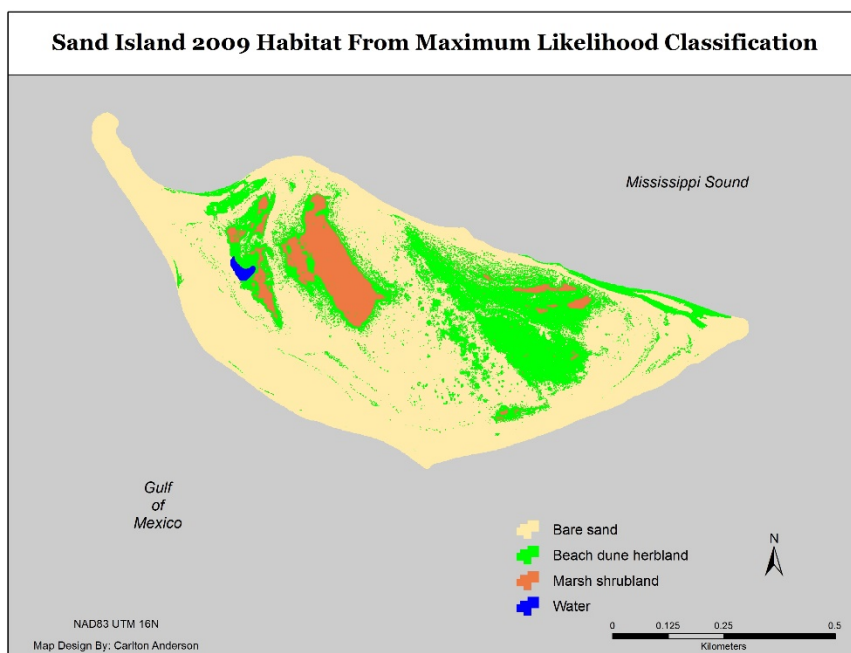 Sand Island 2009 Habitat From Maximum Likelihood Classification
Mississippi Sound
Gulf
of
Mexico
Bare sand
Beach dune herbland
Marsh shrubland
Water
N
NAD83 UTM 16N
Map Design By: Carlton Anderson
0 0.125 0.25 0.5
Kilometers